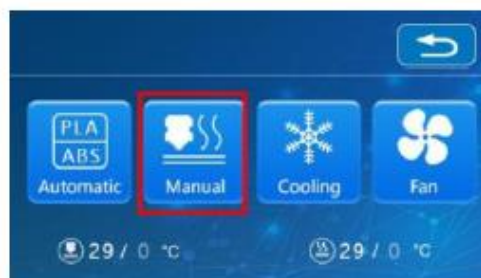 PLA
ABS
Automatic
Manual
Cooling
Fan
29 / 0 °C
29 / 0 °C